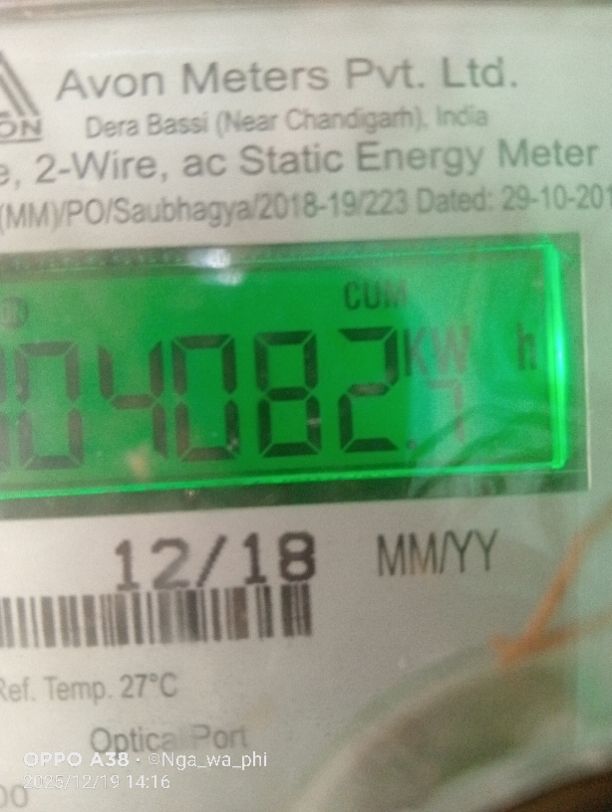 Avon Meters Pvt. Ltd.
Dera Bassi (Near Chandigarh), India
e, 2-Wire, ac Static Energy Meter
(MM)/PO/Saubhagya/2018-19/223 Dated: 29-10-201
CUM
04082.7 KW h
12/18 MM/YY
Ref. Temp. 27°C
Optical Port
OPPO A38 · ©Nga_wa_phi
2025/12/19 14:16